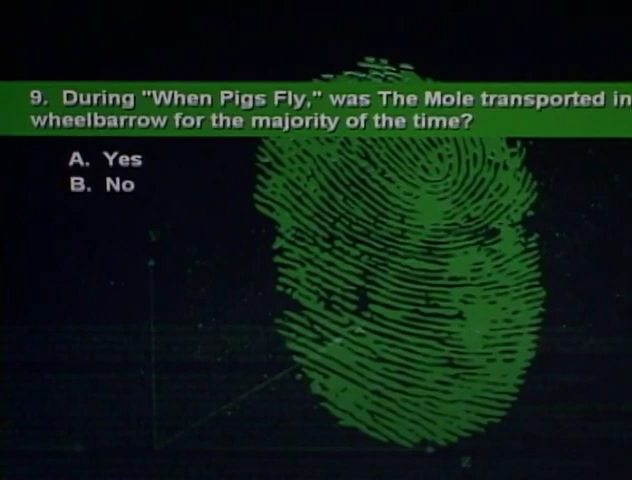 9. During "When Pigs Fly," was The Mole transported in
wheelbarrow for the majority of the time?
A. Yes
B. No
Y
Z